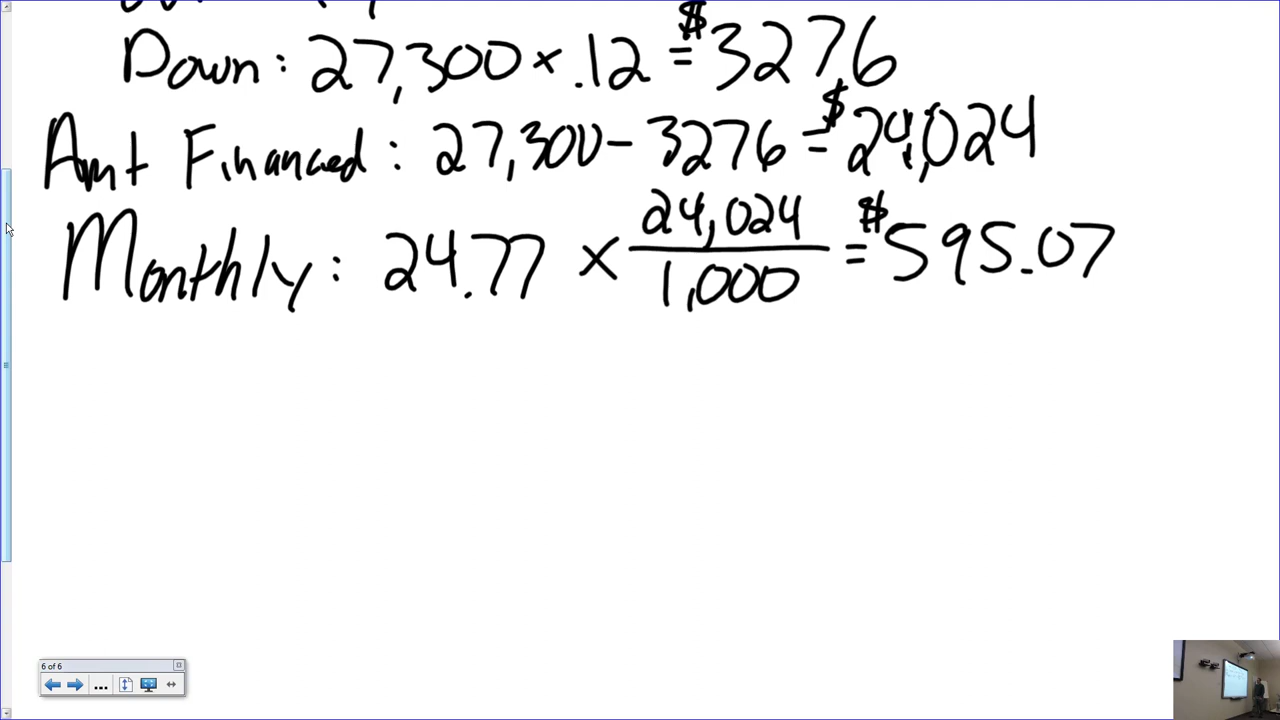 Down: 27,300 × .12 = $3276
Amt Financed: 27,300 - 3276 = $24,024
Monthly: 24.77 × 24,024/1,000 = $595.07
6 of 6